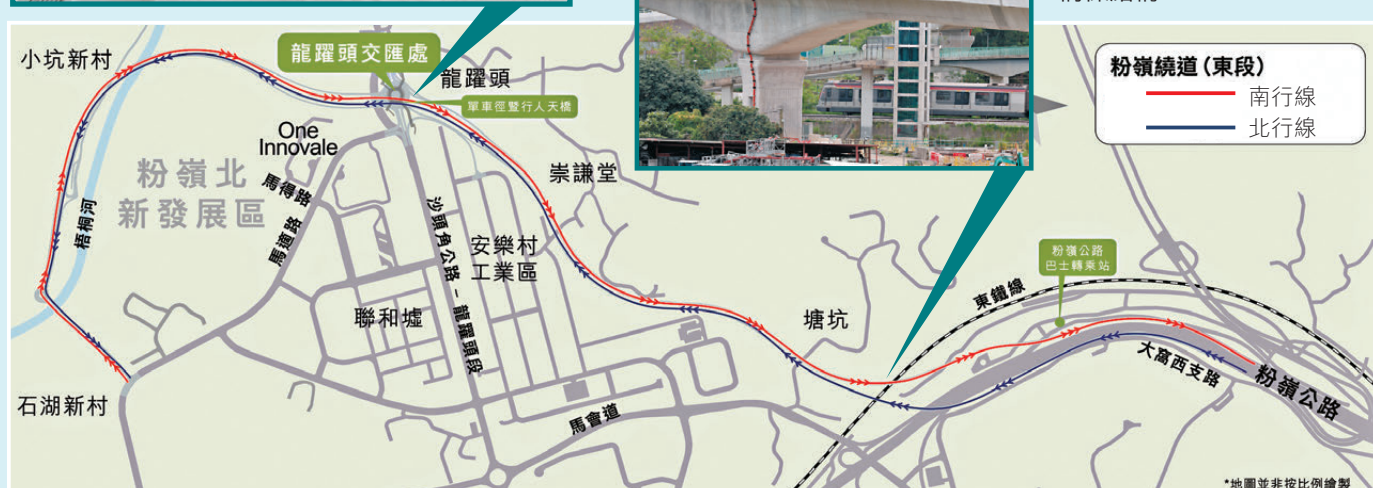 小坑新村
龍躍頭交匯處
龍躍頭
單車徑暨行人天橋
粉嶺繞道(東段)
南行線
北行線
One
Innovale
粉嶺北
新發展區
馬得路
馬適路
梧桐河
崇謙堂
沙頭角公路 – 龍躍頭段
安樂村
工業區
聯和墟
粉嶺公路
巴士轉乘站
東鐵線
塘坑
大窩西支路
粉嶺公路
石湖新村
馬會道
*地圖並非按比例繪製